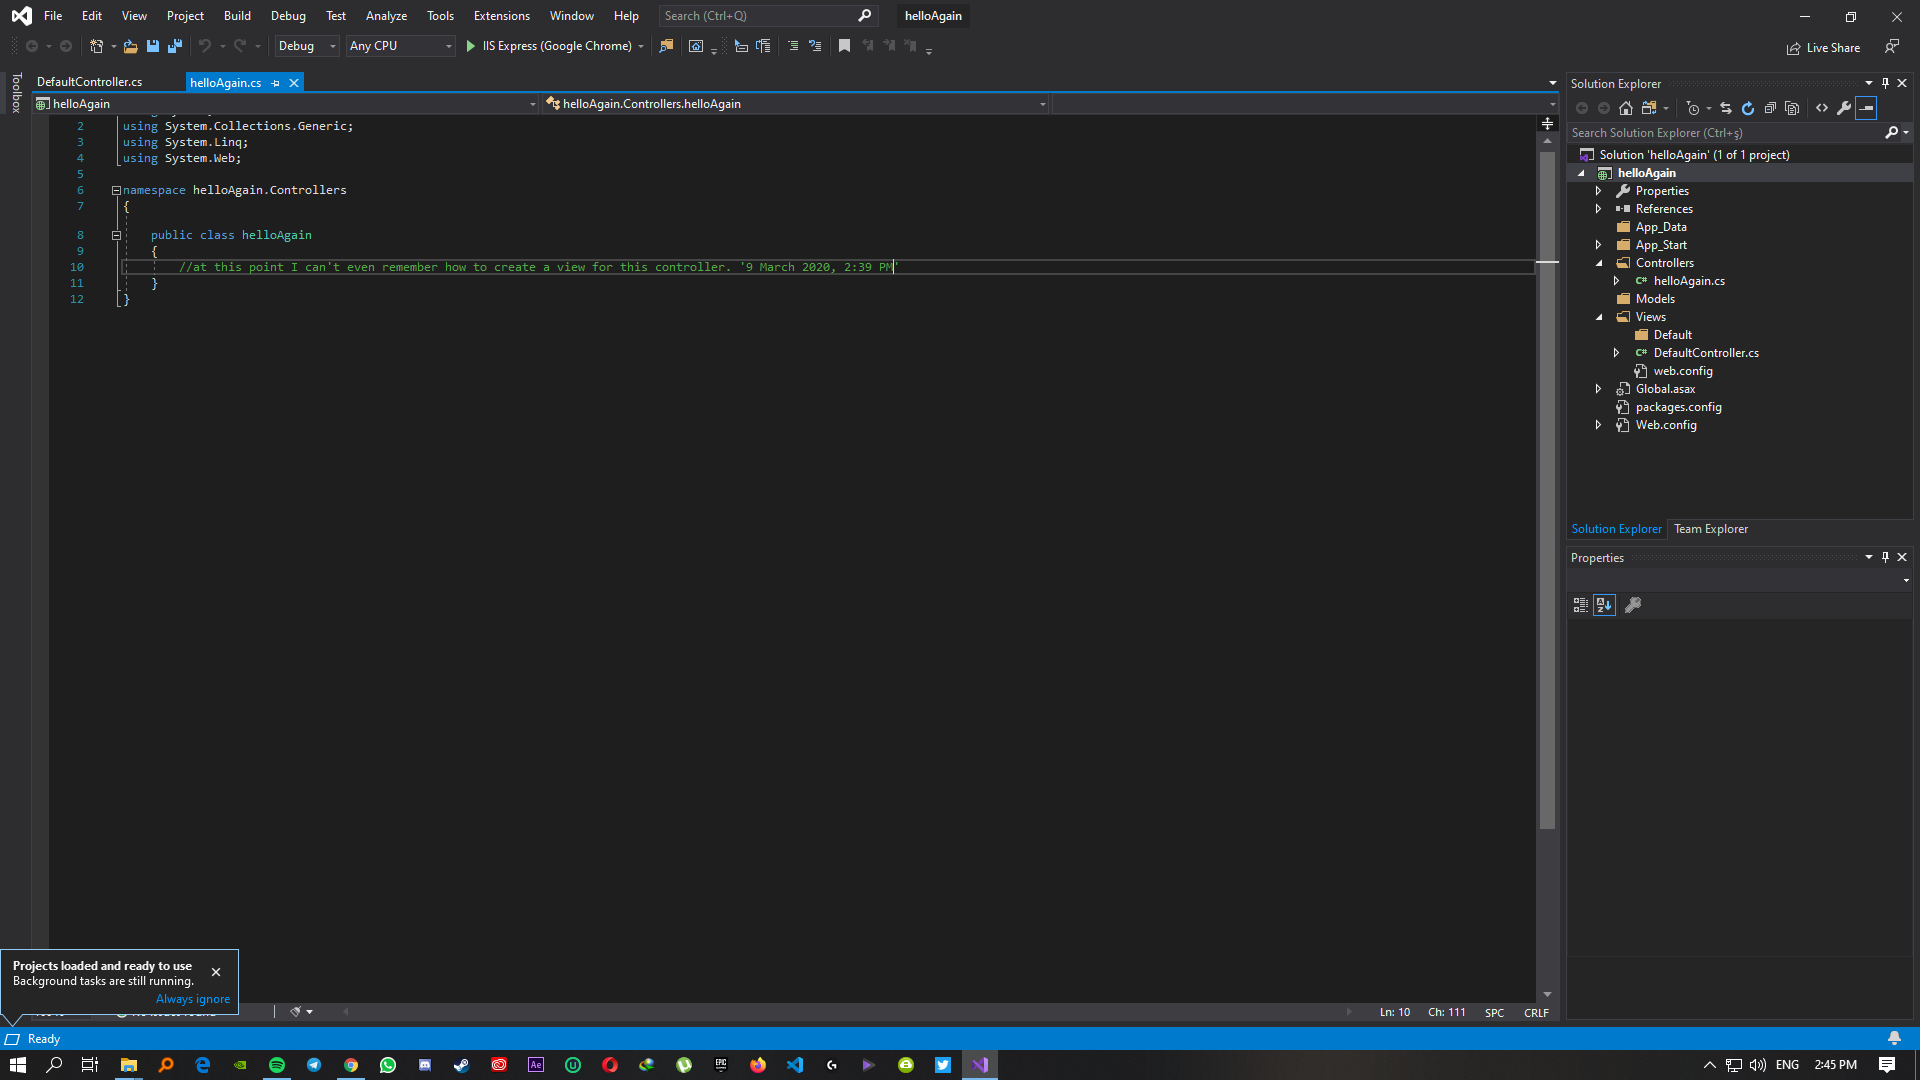 File Edit View Project Build Debug Test Analyze Tools Extensions Window Help Search (Ctrl+Q) helloAgain
Debug Any CPU IIS Express (Google Chrome) Live Share
Toolbox
DefaultController.cs helloAgain.cs
helloAgain helloAgain.Controllers.helloAgain
2 using System.Collections.Generic;
3 using System.Linq;
4 using System.Web;
5
6 namespace helloAgain.Controllers
7 {
8 public class helloAgain
9 {
10 //at this point I can't even remember how to create a view for this controller. '9 March 2020, 2:39 PM'
11 }
12 }
Solution Explorer
Search Solution Explorer (Ctrl+ş)
Solution 'helloAgain' (1 of 1 project)
helloAgain
Properties
References
App_Data
App_Start
Controllers
C# helloAgain.cs
Models
Views
Default
C# DefaultController.cs
web.config
Global.asax
packages.config
Web.config
Solution Explorer Team Explorer
Properties
Projects loaded and ready to use
Background tasks are still running.
Always ignore
Ln: 10 Ch: 111 SPC CRLF
Ready
Ae EPIC GAMES ENG 2:45 PM